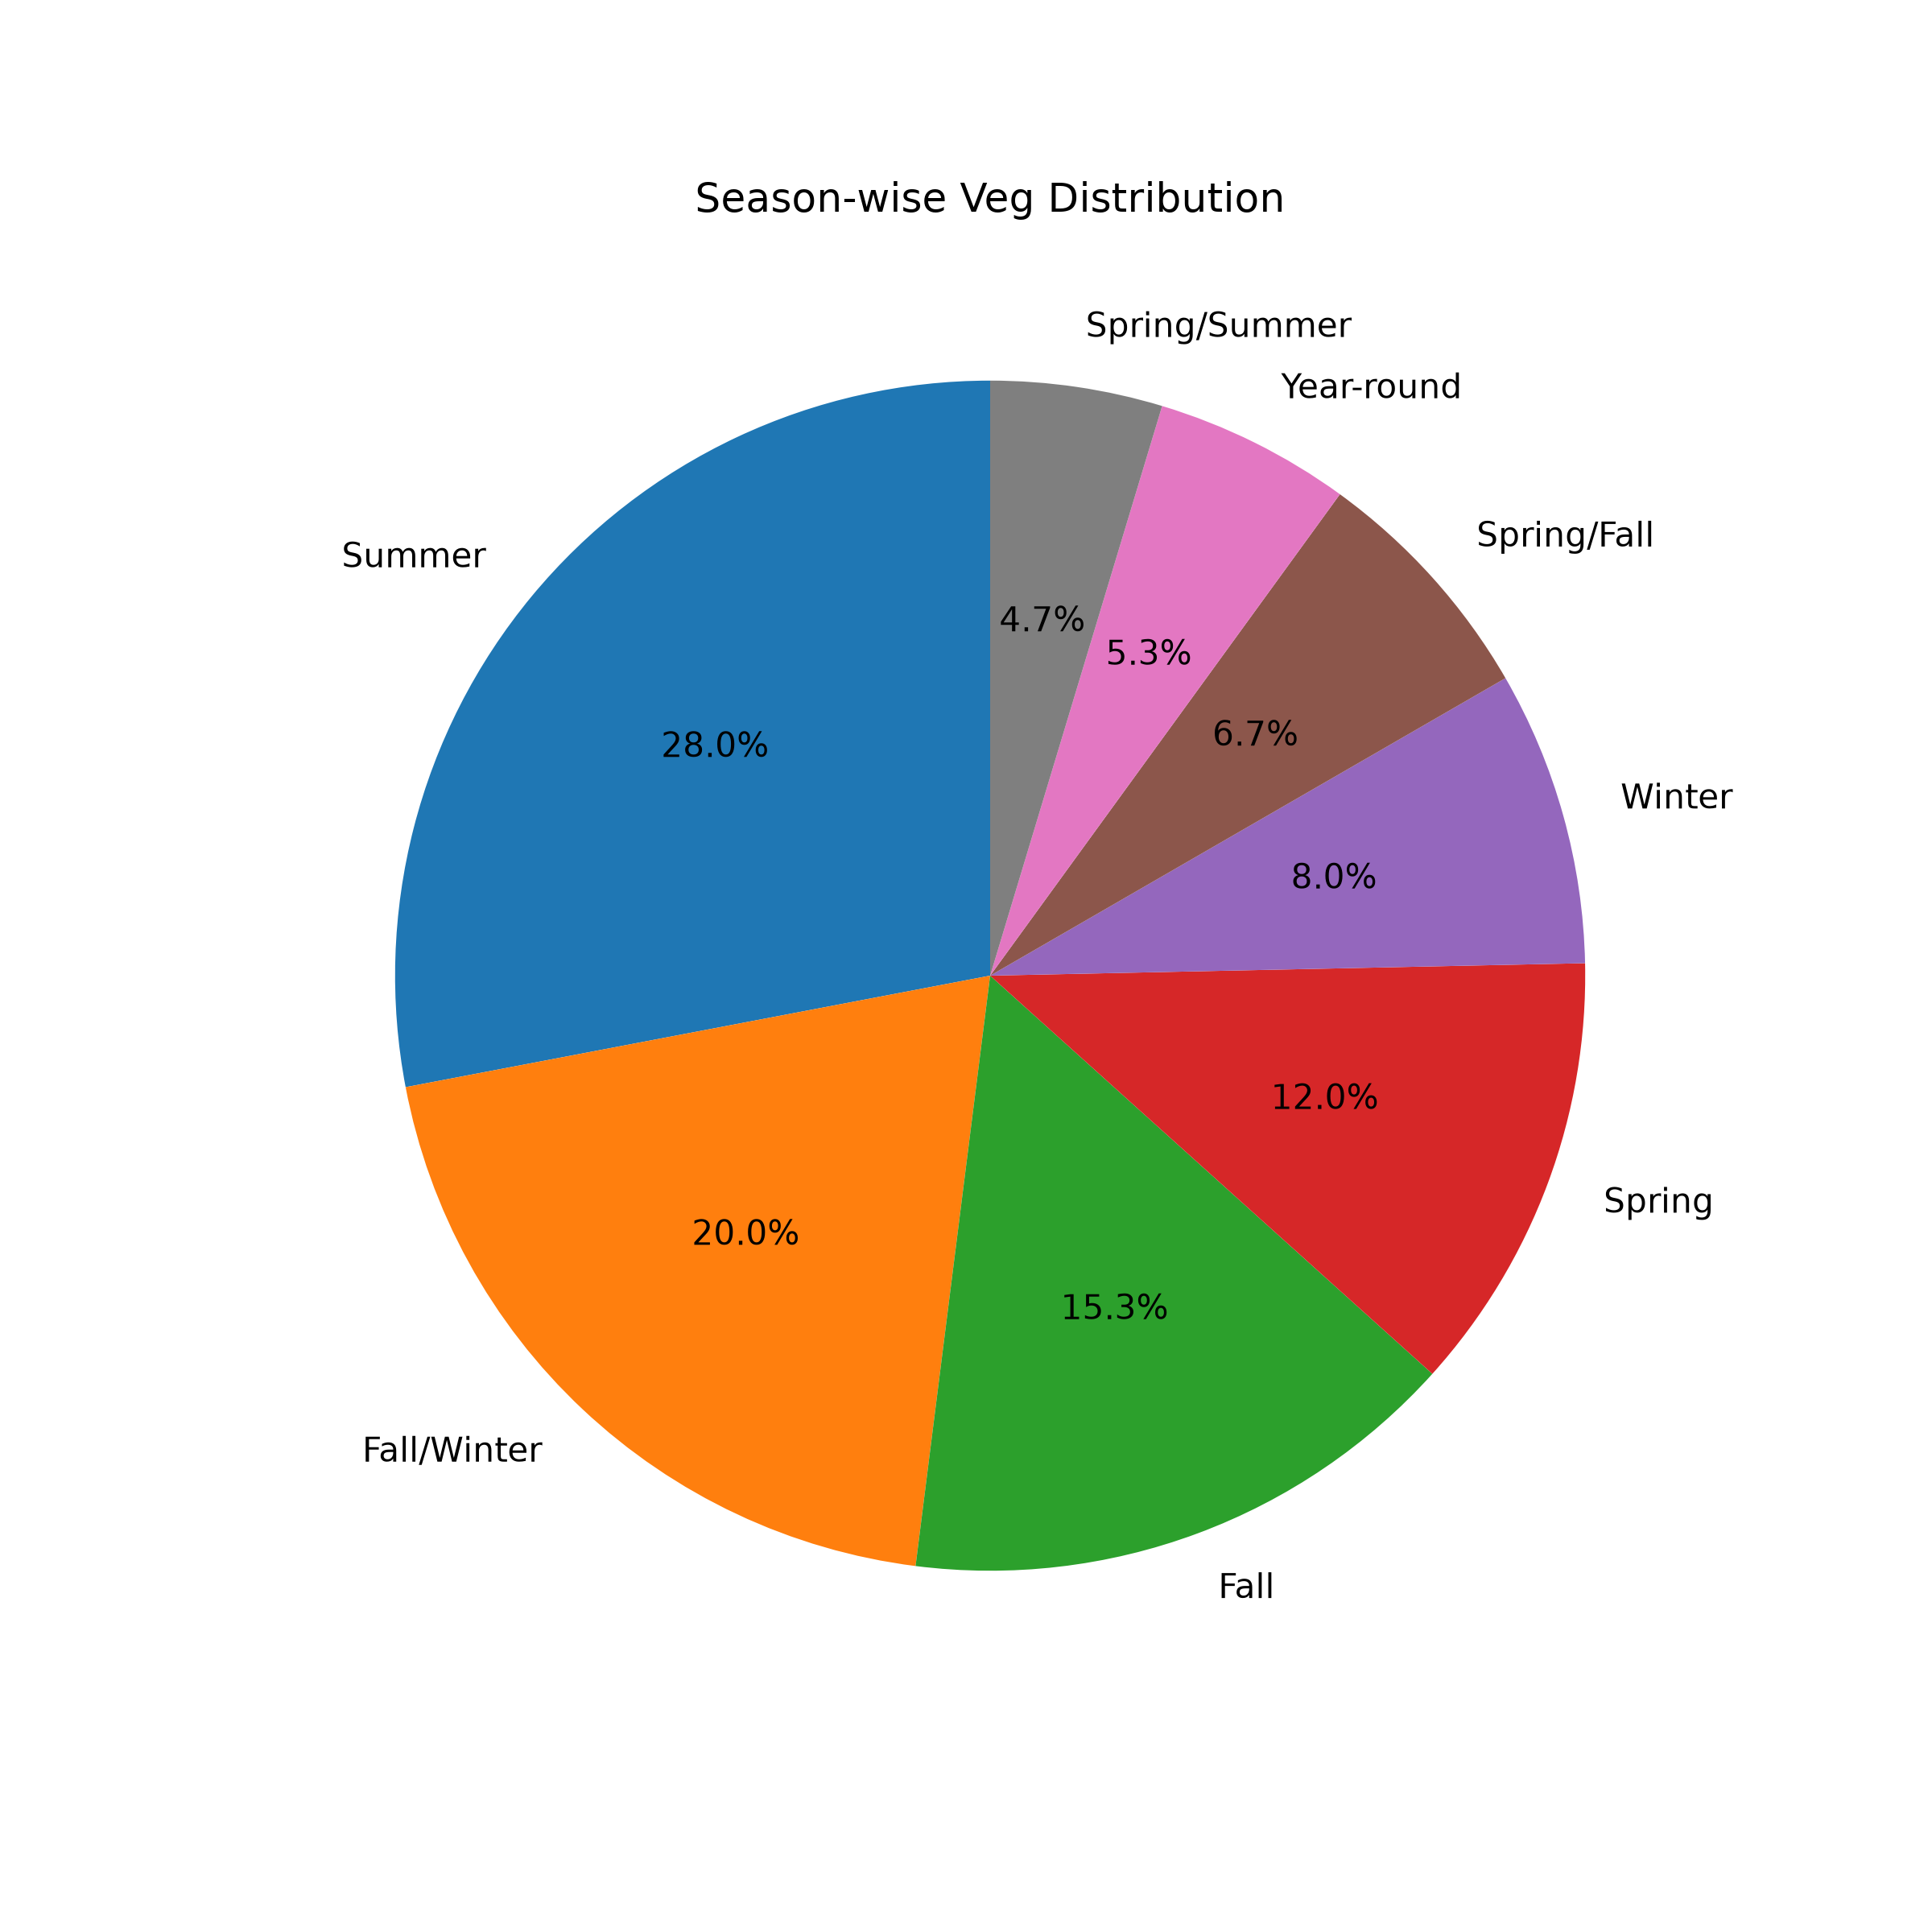 Season-wise Veg Distribution
Spring/Summer
Year-round
Spring/Fall
Summer
4.7%
5.3%
6.7%
28.0%
Winter
8.0%
12.0%
Spring
20.0%
15.3%
Fall/Winter
Fall